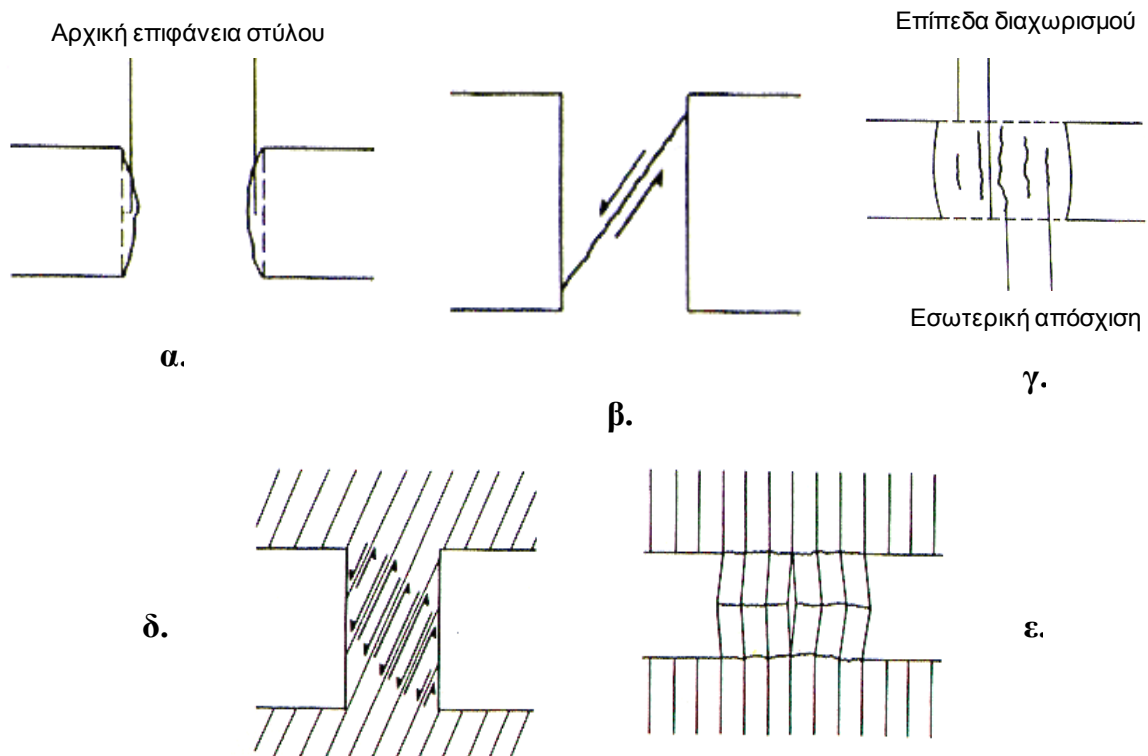 Αρχική επιφάνεια στύλου
Επίπεδα διαχωρισμού
Εσωτερική απόσχιση
α.
γ.
β.
δ.
ε.